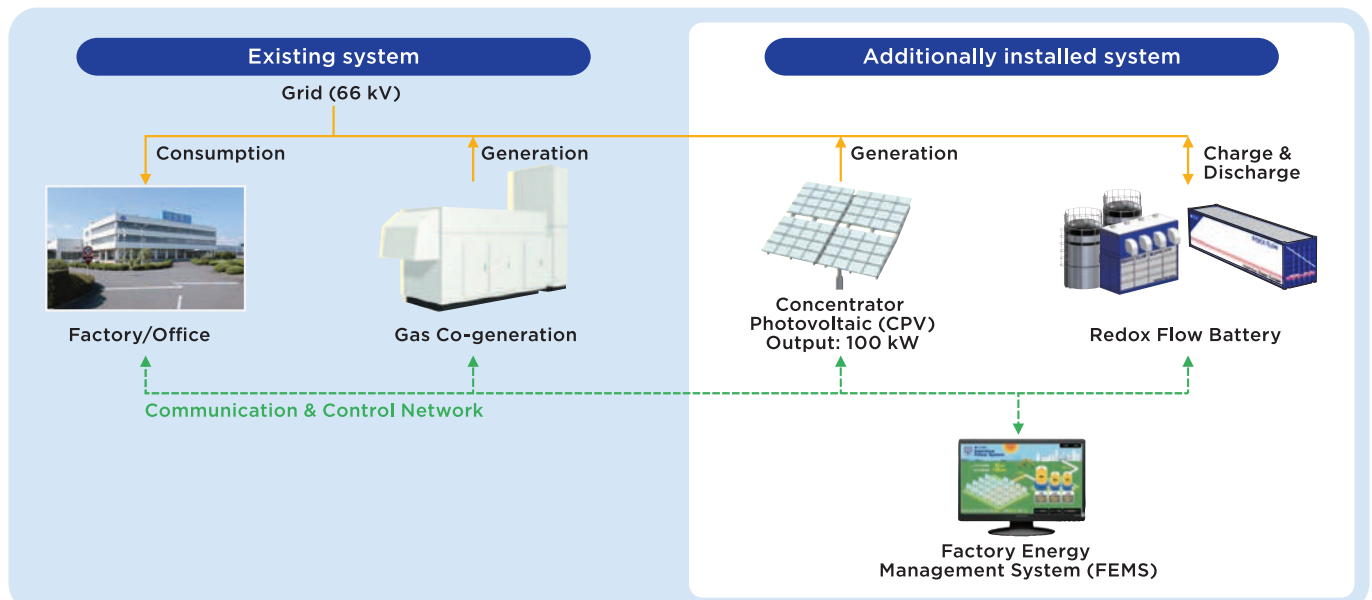 Existing system
Additionally installed system
Grid (66 kV)
Consumption
Generation
Generation
Charge &
Discharge
Factory/Office
Gas Co-generation
Concentrator
Photovoltaic (CPV)
Output: 100 kW
Redox Flow Battery
Communication & Control Network
Factory Energy
Management System (FEMS)